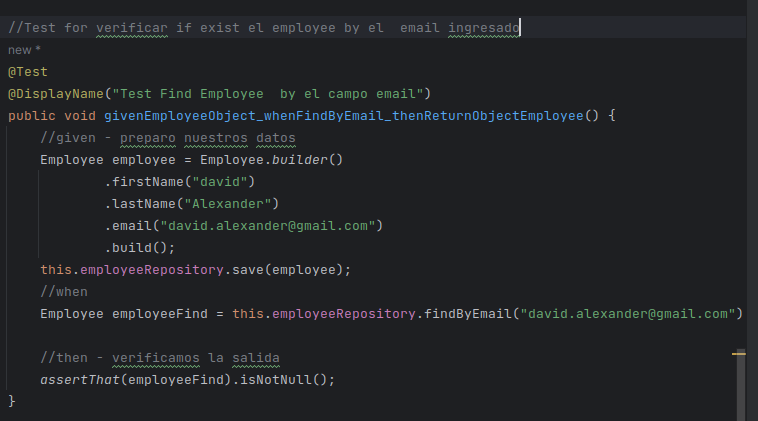 //Test for verificar if exist el employee by el  email ingresado
new *
@Test
@DisplayName("Test Find Employee  by el campo email")
public void givenEmployeeObject_whenFindByEmail_thenReturnObjectEmployee() {
    //given - preparo nuestros datos
    Employee employee = Employee.builder()
            .firstName("david")
            .lastName("Alexander")
            .email("david.alexander@gmail.com")
            .build();
    this.employeeRepository.save(employee);
    //when
    Employee employeeFind = this.employeeRepository.findByEmail("david.alexander@gmail.com")
    //then - verificamos la salida
    assertThat(employeeFind).isNotNull();
}